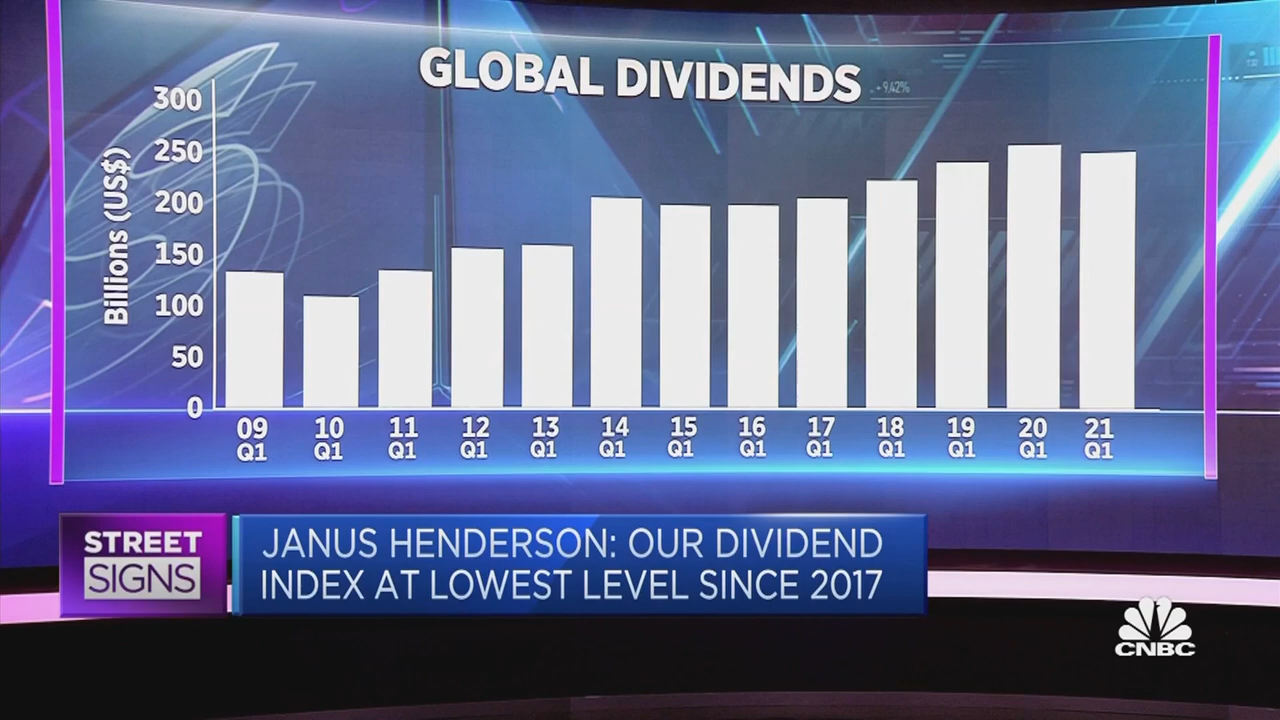 GLOBAL DIVIDENDS
+9.42%
Billions (US$)
300
250
200
150
100
50
0
09 10 11 12 13 14 15 16 17 18 19 20 21
Q1 Q1 Q1 Q1 Q1 Q1 Q1 Q1 Q1 Q1 Q1 Q1 Q1
STREET
SIGNS
JANUS HENDERSON: OUR DIVIDEND
INDEX AT LOWEST LEVEL SINCE 2017
CNBC